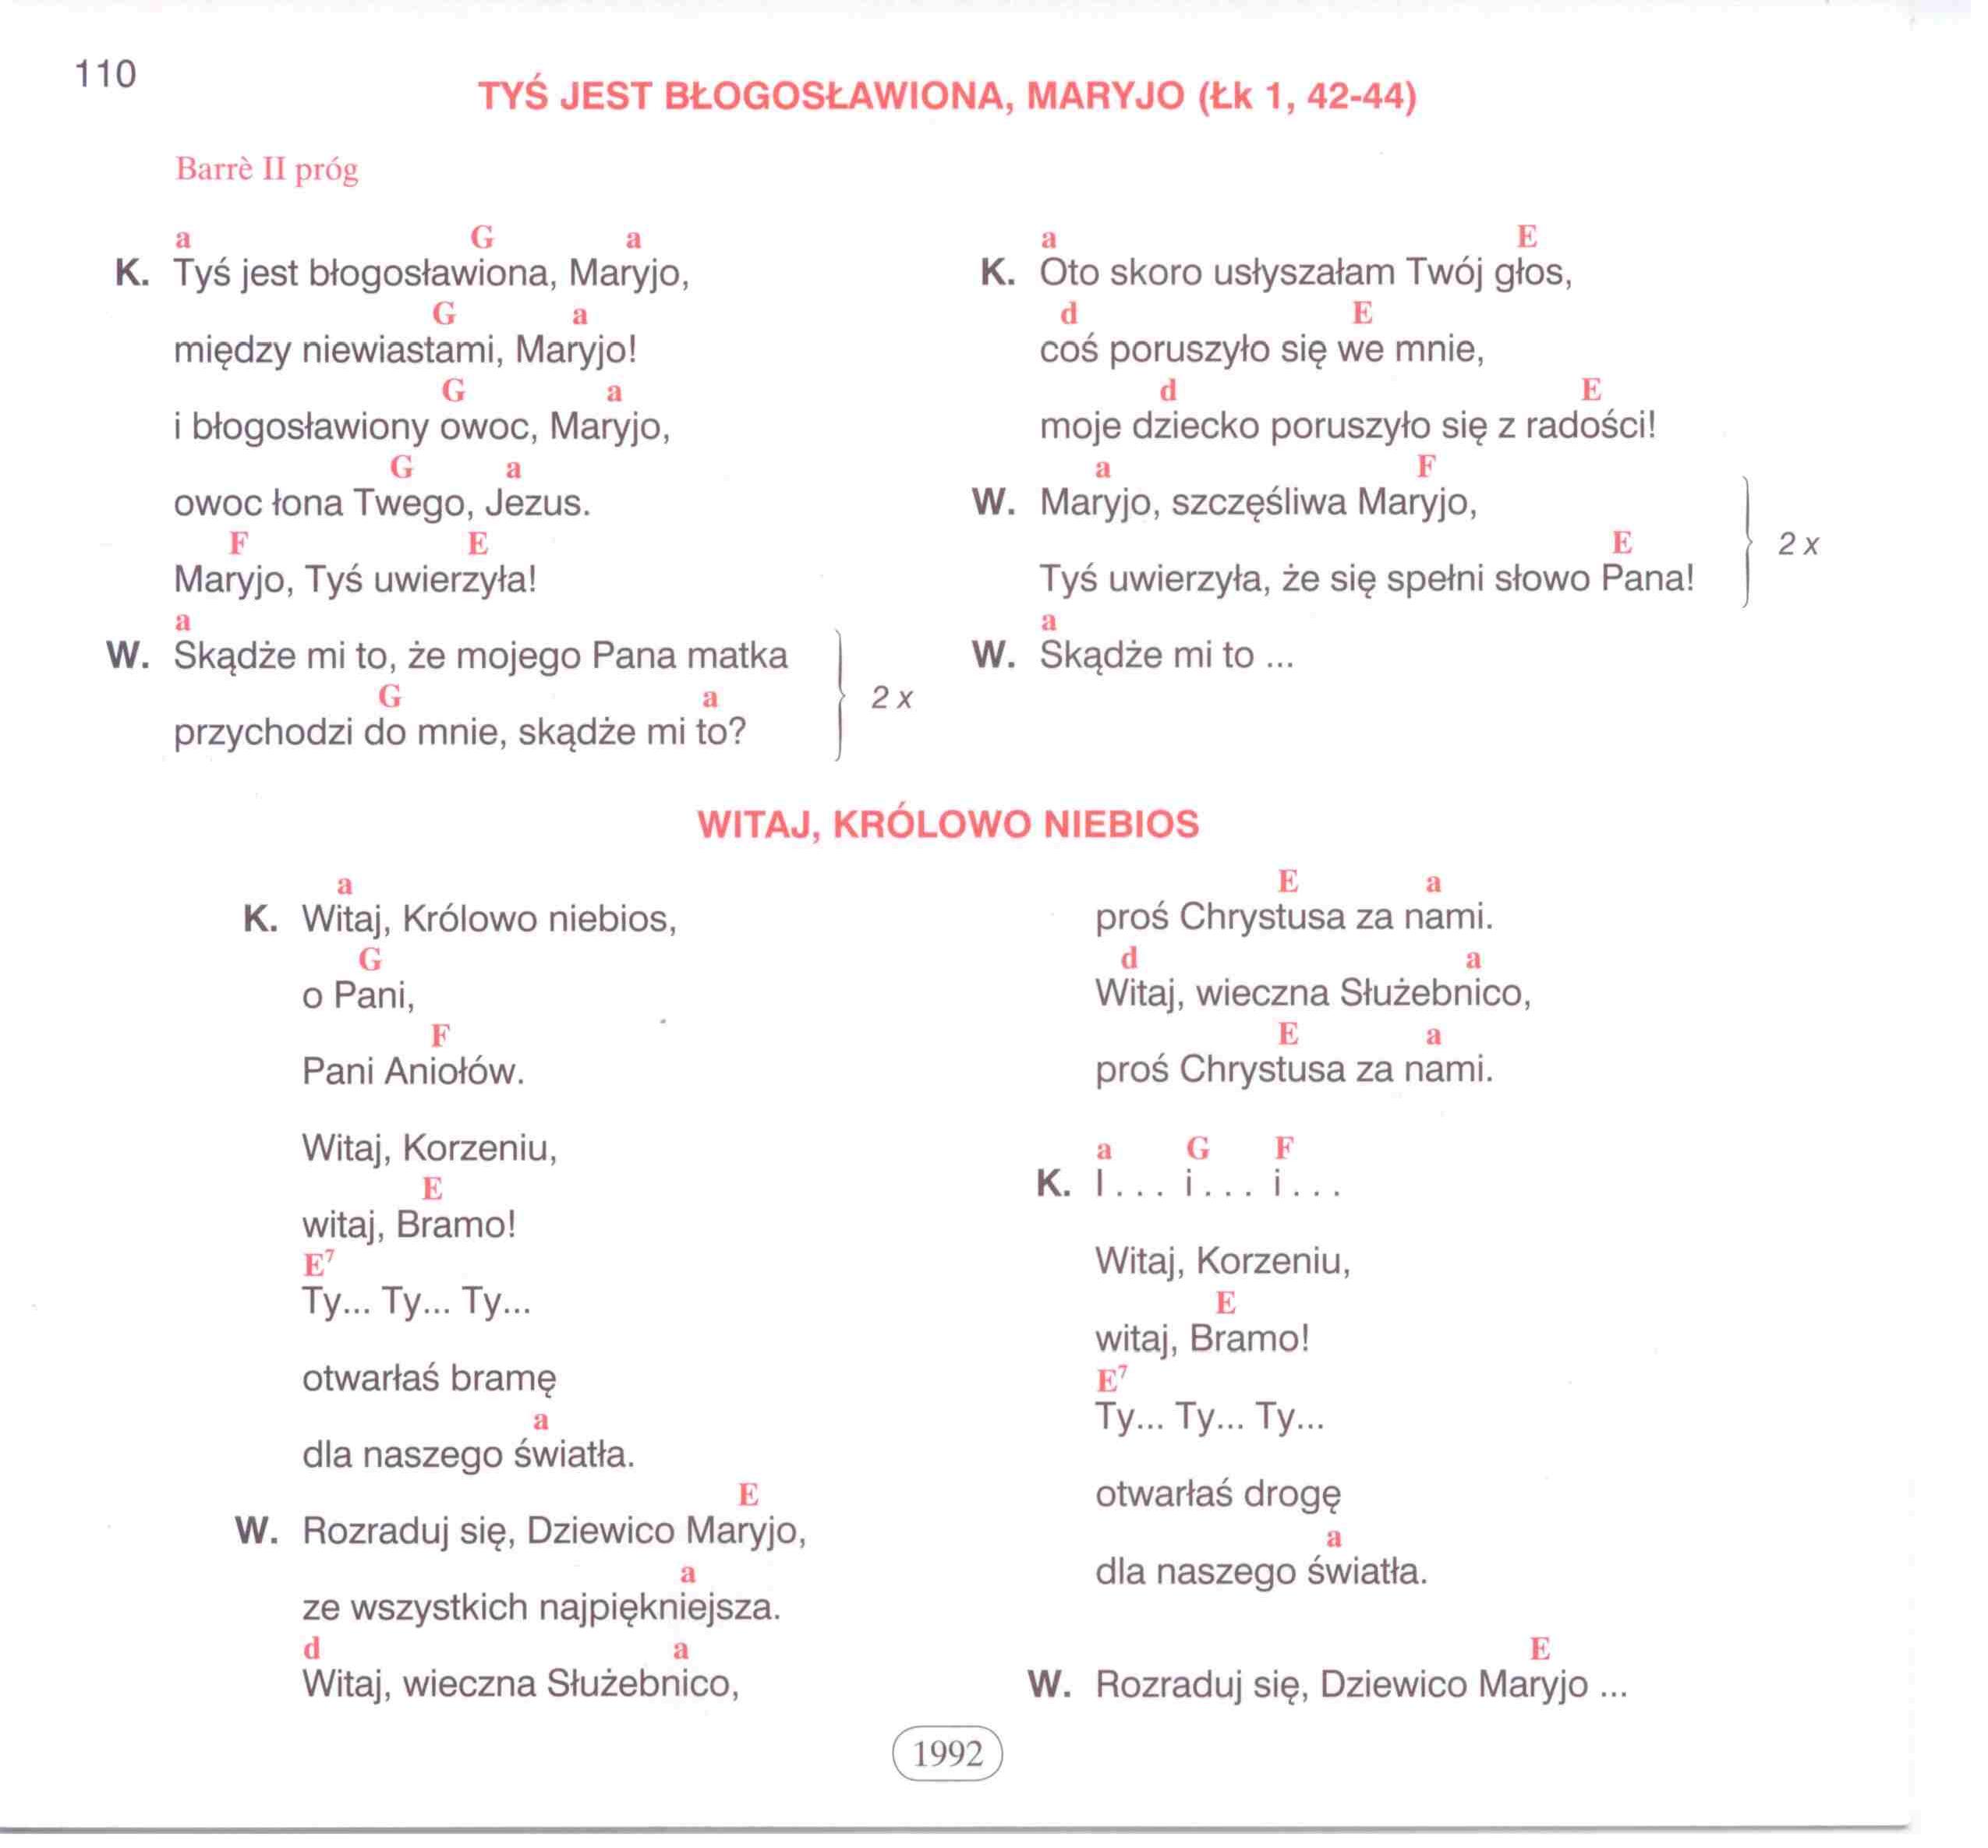 110
TYŚ JEST BŁOGOSŁAWIONA, MARYJO (Łk 1, 42-44)
Barrè II próg
a G a
K. Tyś jest błogosławiona, Maryjo,
G a
między niewiastami, Maryjo!
G a
i błogosławiony owoc, Maryjo,
G a
owoc łona Twego, Jezus.
F E
Maryjo, Tyś uwierzyła!
a
W. Skądże mi to, że mojego Pana matka
G a
przychodzi do mnie, skądże mi to?
2 x
a E
K. Oto skoro usłyszałam Twój głos,
d E
coś poruszyło się we mnie,
d E
moje dziecko poruszyło się z radości!
a F
W. Maryjo, szczęśliwa Maryjo,
E
Tyś uwierzyła, że się spełni słowo Pana!
2 x
a
W. Skądże mi to ...
WITAJ, KRÓLOWO NIEBIOS
a
K. Witaj, Królowo niebios,
G
o Pani,
F
Pani Aniołów.
Witaj, Korzeniu,
E
witaj, Bramo!
E7
Ty... Ty... Ty...
otwarłaś bramę
a
dla naszego światła.
E
W. Rozraduj się, Dziewico Maryjo,
a
ze wszystkich najpiękniejsza.
d a
Witaj, wieczna Służebnico,
E a
proś Chrystusa za nami.
d a
Witaj, wieczna Służebnico,
E a
proś Chrystusa za nami.
a G F
K. I... i... i...
Witaj, Korzeniu,
E
witaj, Bramo!
E7
Ty... Ty... Ty...
otwarłaś drogę
a
dla naszego światła.
E
W. Rozraduj się, Dziewico Maryjo ...
1992